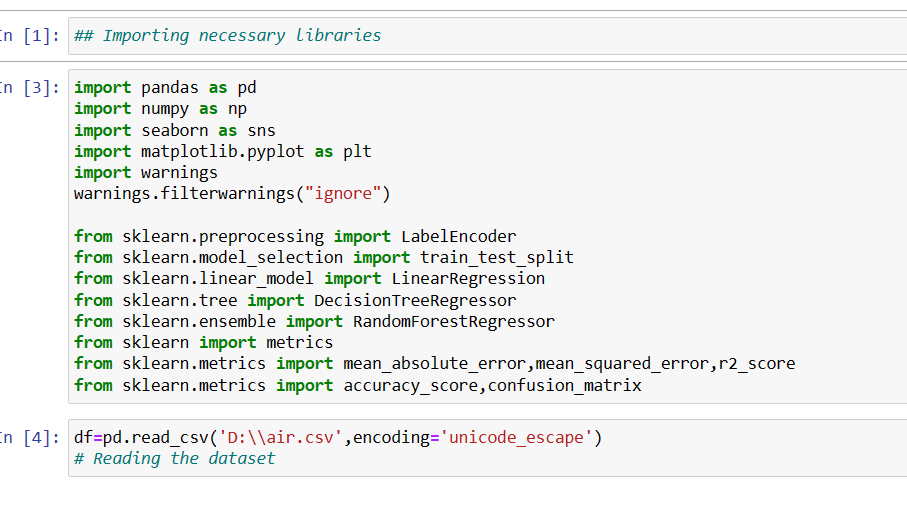 In [1]: ## Importing necessary libraries
In [3]: import pandas as pd
import numpy as np
import seaborn as sns
import matplotlib.pyplot as plt
import warnings
warnings.filterwarnings("ignore")
from sklearn.preprocessing import LabelEncoder
from sklearn.model_selection import train_test_split
from sklearn.linear_model import LinearRegression
from sklearn.tree import DecisionTreeRegressor
from sklearn.ensemble import RandomForestRegressor
from sklearn import metrics
from sklearn.metrics import mean_absolute_error,mean_squared_error,r2_score
from sklearn.metrics import accuracy_score,confusion_matrix
In [4]: df=pd.read_csv('D:\\air.csv',encoding='unicode_escape')
# Reading the dataset